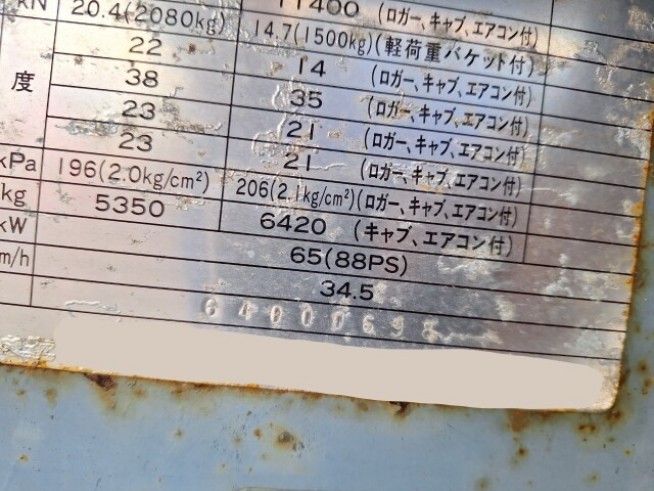 kN 20.4(2080kg) 11400 (ロガー、キャブ、エアコン付)
14.7(1500kg)(軽荷重バケット付)
22 14 (ロガー、キャブ、エアコン付)
度 38 35 (ロガー、キャブ、エアコン付)
23 21 (ロガー、キャブ、エアコン付)
23 21 (ロガー、キャブ、エアコン付)
kPa 196(2.0kg/cm²) 206(2.1kg/cm²)(ロガー、キャブ、エアコン付)
kg 5350 6420 (キャブ、エアコン付)
kW 65(88PS)
m/h 34.5
6400069